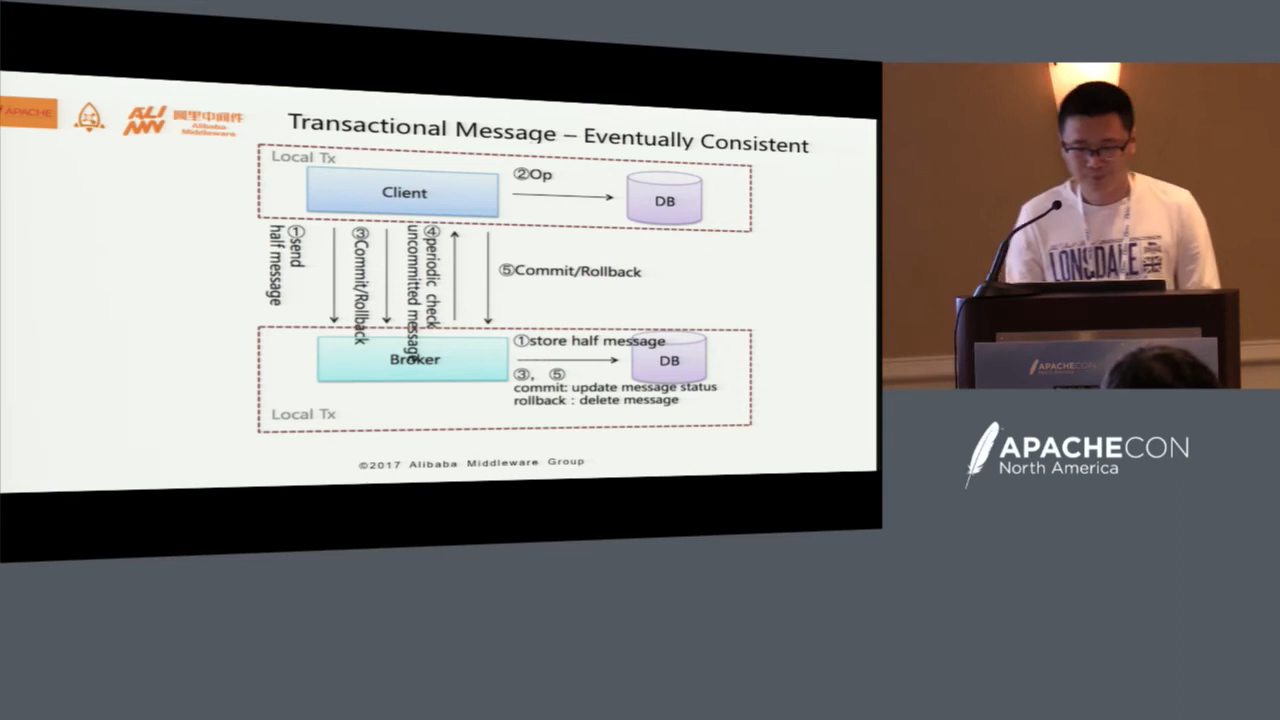 APACHE
阿里中间件
Alibaba Middleware
Transactional Message – Eventually Consistent
Local Tx
Client
②Op
DB
①send
half message
③Commit/Rollback
④periodic check
uncommitted message
⑤Commit/Rollback
Broker
①store half message
DB
③, ⑤
commit: update message status
rollback : delete message
Local Tx
©2017 Alibaba Middleware Group
LONSDALE
APACHECON
APACHECON
North America